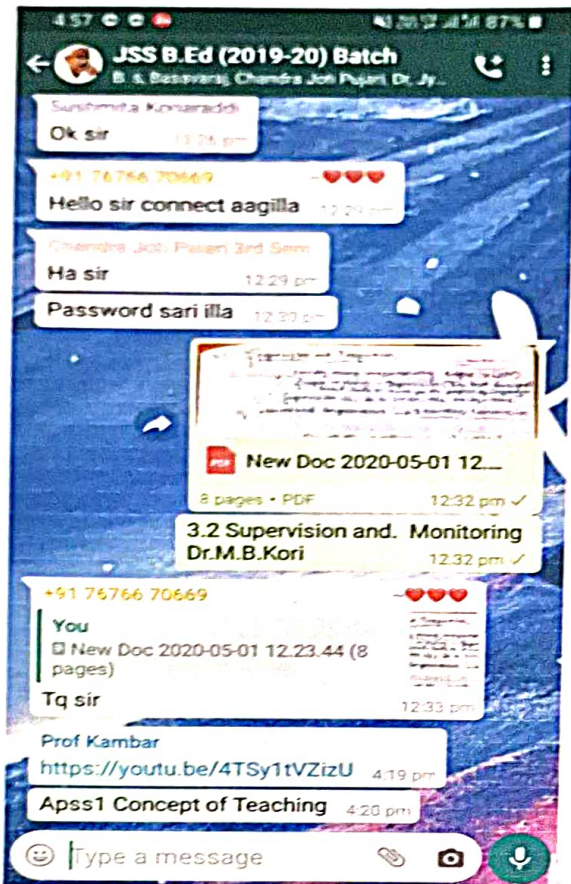 4:57 87%
JSS B.Ed (2019-20) Batch
B. s. Basavaraj, Chandra Joti Pujari, Dr. Jy...
Sushmita Konaraddi
Ok sir 12:26 pm
+91 76766 70669 ~❤❤❤
Hello sir connect aagilla 12:29 pm
Chandra Joti Pujari 3rd Sem
Ha sir 12:29 pm
Password sari illa 12:30 pm
PDF New Doc 2020-05-01 12....
8 pages • PDF 12:32 pm ✓
3.2 Supervision and. Monitoring
Dr.M.B.Kori 12:32 pm ✓
+91 76766 70669 ~❤❤❤
You
New Doc 2020-05-01 12.23.44 (8
pages)
Tq sir 12:33 pm
Prof Kambar
https://youtu.be/4TSy1tVZizU 4:19 pm
Apss1 Concept of Teaching 4:20 pm
Type a message